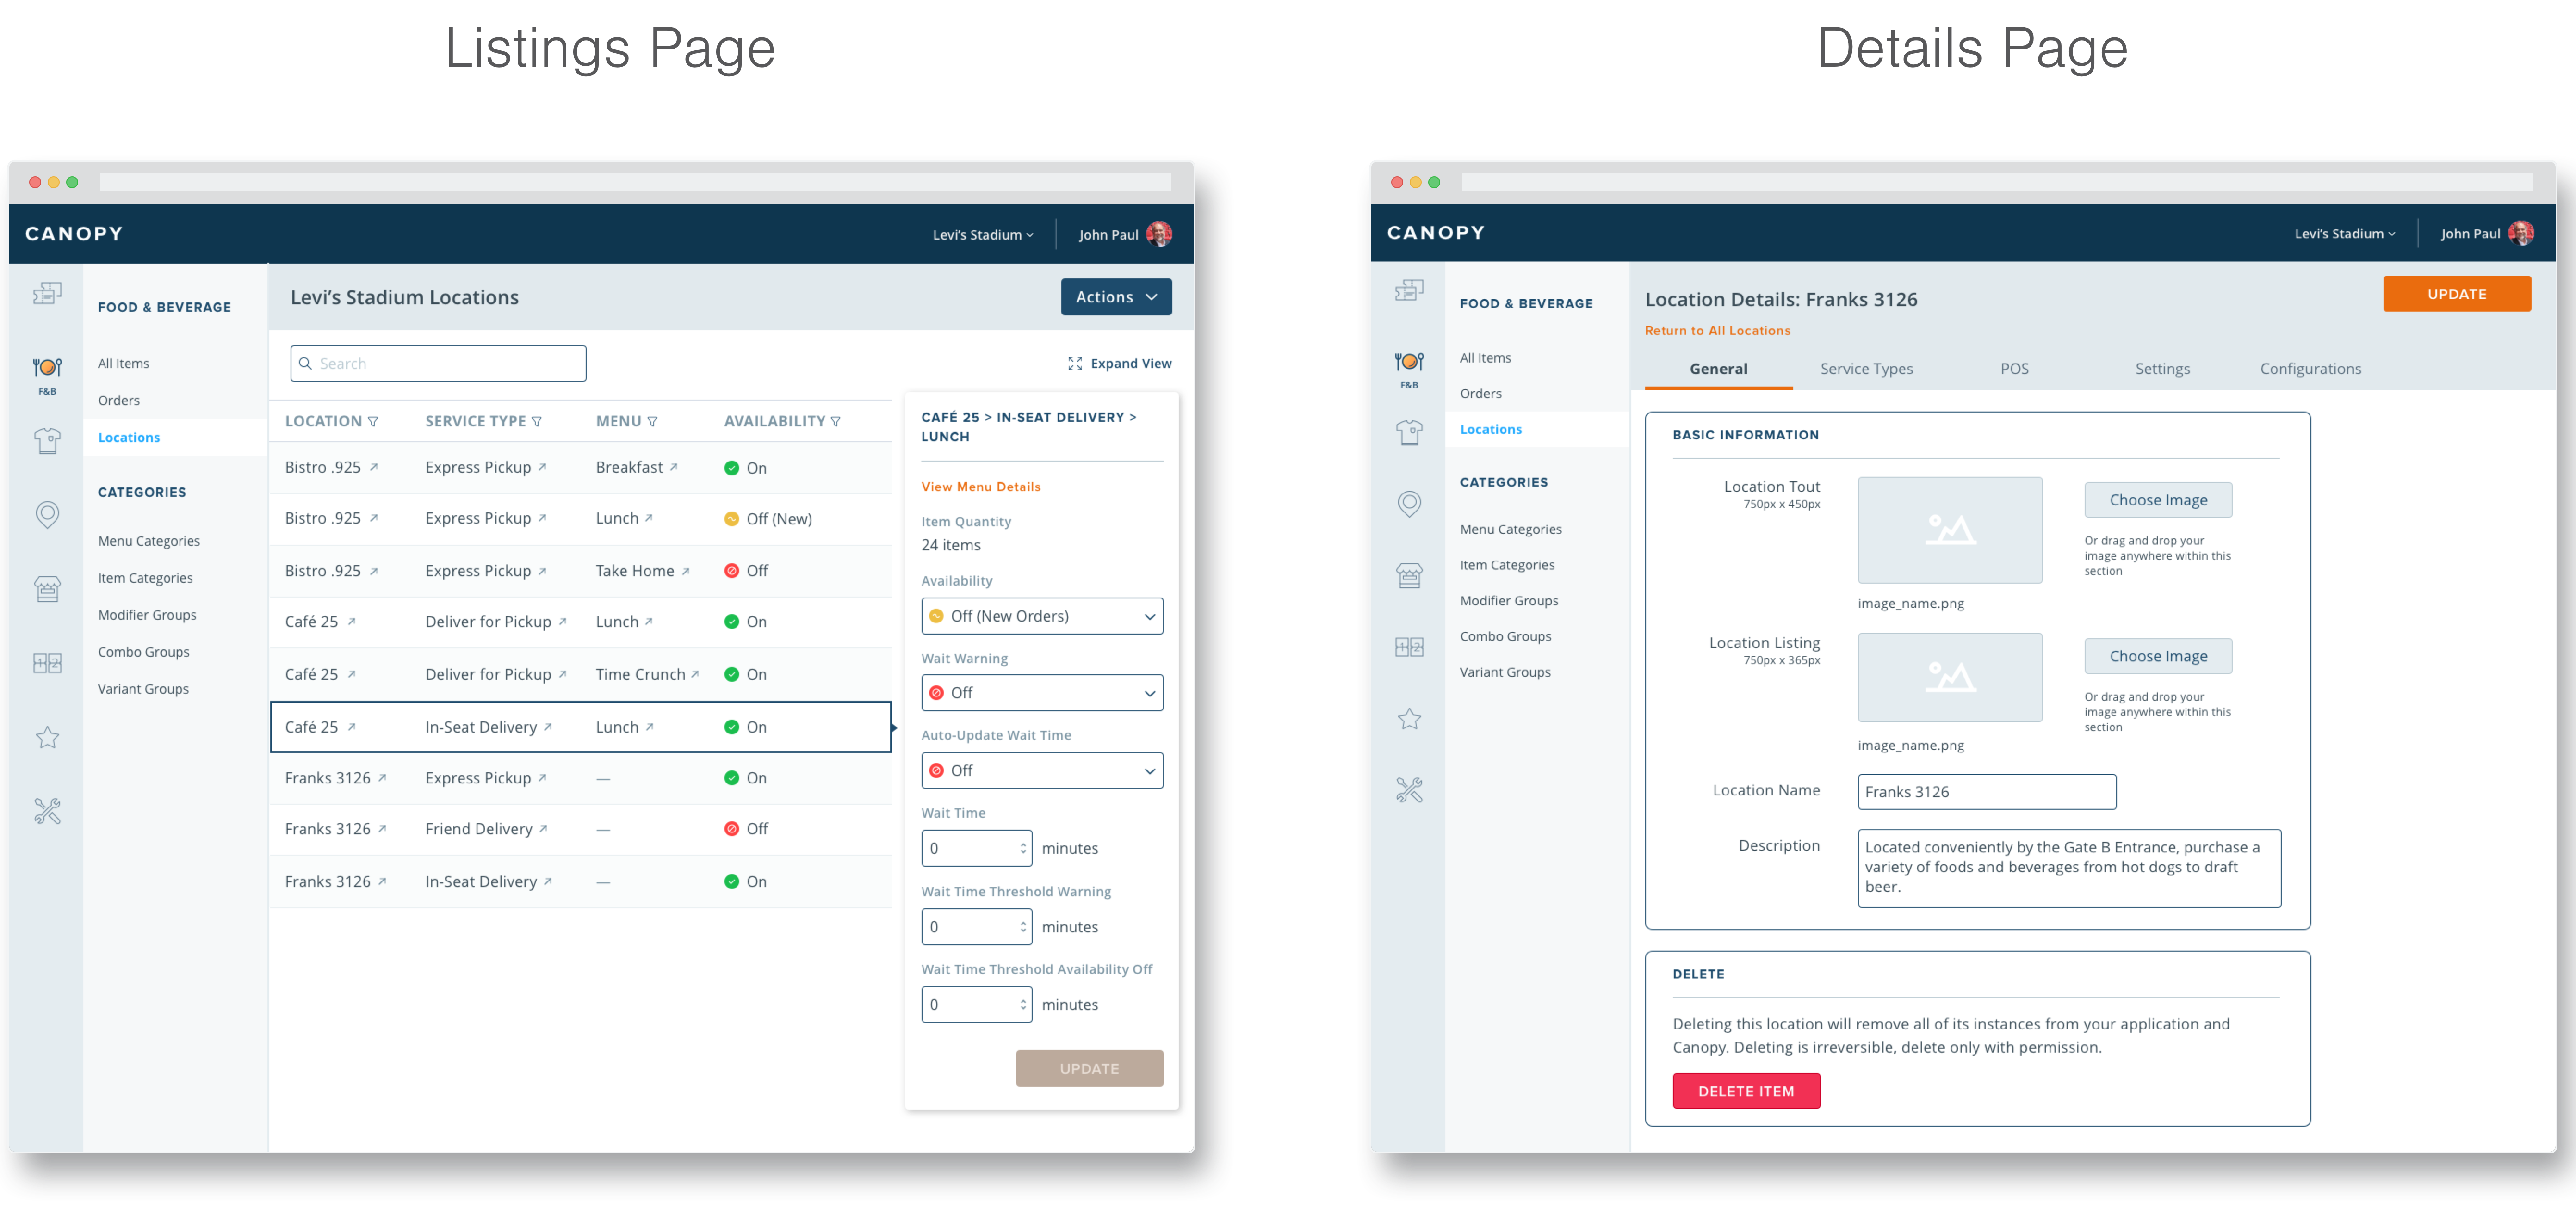 Listings Page
CANOPY
Levi's Stadium
John Paul
F&B
FOOD & BEVERAGE
All Items
Orders
Locations
CATEGORIES
Menu Categories
Item Categories
Modifier Groups
Combo Groups
Variant Groups
Levi's Stadium Locations
Actions
Search
Expand View
LOCATION SERVICE TYPE MENU AVAILABILITY
Bistro .925 Express Pickup Breakfast On
Bistro .925 Express Pickup Lunch Off (New)
Bistro .925 Express Pickup Take Home Off
Café 25 Deliver for Pickup Lunch On
Café 25 Deliver for Pickup Time Crunch On
Café 25 In-Seat Delivery Lunch On
Franks 3126 Express Pickup — On
Franks 3126 Friend Delivery — Off
Franks 3126 In-Seat Delivery — On
CAFÉ 25 > IN-SEAT DELIVERY >
LUNCH
View Menu Details
Item Quantity
24 items
Availability
Off (New Orders)
Wait Warning
Off
Auto-Update Wait Time
Off
Wait Time
0 minutes
Wait Time Threshold Warning
0 minutes
Wait Time Threshold Availability Off
0 minutes
UPDATE
Details Page
CANOPY
Levi's Stadium
John Paul
F&B
FOOD & BEVERAGE
All Items
Orders
Locations
CATEGORIES
Menu Categories
Item Categories
Modifier Groups
Combo Groups
Variant Groups
Location Details: Franks 3126
UPDATE
Return to All Locations
General Service Types POS Settings Configurations
BASIC INFORMATION
Location Tout
750px x 450px
Choose Image
Or drag and drop your
image anywhere within this
section
image_name.png
Location Listing
750px x 365px
Choose Image
Or drag and drop your
image anywhere within this
section
image_name.png
Location Name
Franks 3126
Description
Located conveniently by the Gate B Entrance, purchase a
variety of foods and beverages from hot dogs to draft
beer.
DELETE
Deleting this location will remove all of its instances from your application and
Canopy. Deleting is irreversible, delete only with permission.
DELETE ITEM